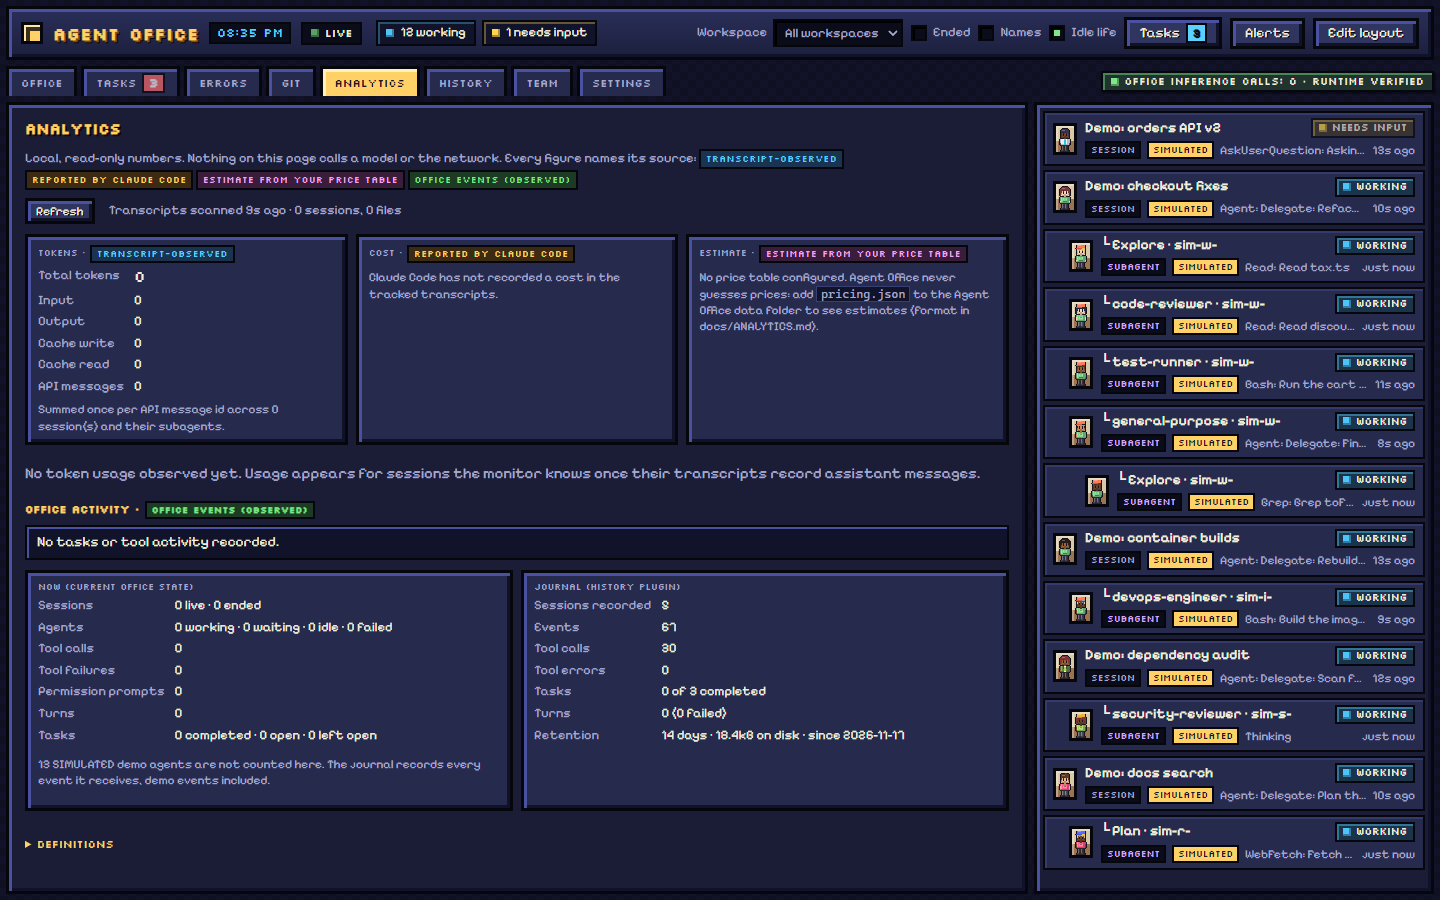 AGENT OFFICE 08:35 PM LIVE 12 working 1 needs input Workspace All workspaces Ended Names Idle life Tasks 3 Alerts Edit layout
OFFICE TASKS 3 ERRORS GIT ANALYTICS HISTORY TEAM SETTINGS OFFICE INFERENCE CALLS: 0 · RUNTIME VERIFIED
ANALYTICS
Local, read-only numbers. Nothing on this page calls a model or the network. Every figure names its source: TRANSCRIPT-OBSERVED
REPORTED BY CLAUDE CODE ESTIMATE FROM YOUR PRICE TABLE OFFICE EVENTS (OBSERVED)
Refresh Transcripts scanned 9s ago · 0 sessions, 0 files
TOKENS · TRANSCRIPT-OBSERVED
Total tokens 0
Input 0
Output 0
Cache write 0
Cache read 0
API messages 0
Summed once per API message id across 0
session(s) and their subagents.
COST · REPORTED BY CLAUDE CODE
Claude Code has not recorded a cost in the
tracked transcripts.
ESTIMATE · ESTIMATE FROM YOUR PRICE TABLE
No price table configured. Agent Office never
guesses prices: add pricing.json to the Agent
Office data folder to see estimates (format in
docs/ANALYTICS.md).
No token usage observed yet. Usage appears for sessions the monitor knows once their transcripts record assistant messages.
OFFICE ACTIVITY · OFFICE EVENTS (OBSERVED)
No tasks or tool activity recorded.
NOW (CURRENT OFFICE STATE)
Sessions 0 live · 0 ended
Agents 0 working · 0 waiting · 0 idle · 0 failed
Tool calls 0
Tool failures 0
Permission prompts 0
Turns 0
Tasks 0 completed · 0 open · 0 left open
13 SIMULATED demo agents are not counted here. The journal records every
event it receives, demo events included.
JOURNAL (HISTORY PLUGIN)
Sessions recorded 8
Events 67
Tool calls 30
Tool errors 0
Tasks 0 of 3 completed
Turns 0 (0 failed)
Retention 14 days · 18.4kB on disk · since 2026-11-17
▶ DEFINITIONS
Demo: orders API v2 NEEDS INPUT
SESSION SIMULATED AskUserQuestion: Askin... 13s ago
Demo: checkout fixes WORKING
SESSION SIMULATED Agent: Delegate: Refac... 10s ago
└Explore · sim-w- WORKING
SUBAGENT SIMULATED Read: Read tax.ts just now
└code-reviewer · sim-w- WORKING
SUBAGENT SIMULATED Read: Read discou... just now
└test-runner · sim-w- WORKING
SUBAGENT SIMULATED Bash: Run the cart ... 11s ago
└general-purpose · sim-w- WORKING
SUBAGENT SIMULATED Agent: Delegate: Fin... 8s ago
└Explore · sim-w- WORKING
SUBAGENT SIMULATED Grep: Grep toF... just now
Demo: container builds WORKING
SESSION SIMULATED Agent: Delegate: Rebuild... 13s ago
└devops-engineer · sim-i- WORKING
SUBAGENT SIMULATED Bash: Build the imag... 9s ago
Demo: dependency audit WORKING
SESSION SIMULATED Agent: Delegate: Scan f... 12s ago
└security-reviewer · sim-s- WORKING
SUBAGENT SIMULATED Thinking just now
Demo: docs search WORKING
SESSION SIMULATED Agent: Delegate: Plan th... 10s ago
└Plan · sim-r- WORKING
SUBAGENT SIMULATED WebFetch: Fetch ... just now